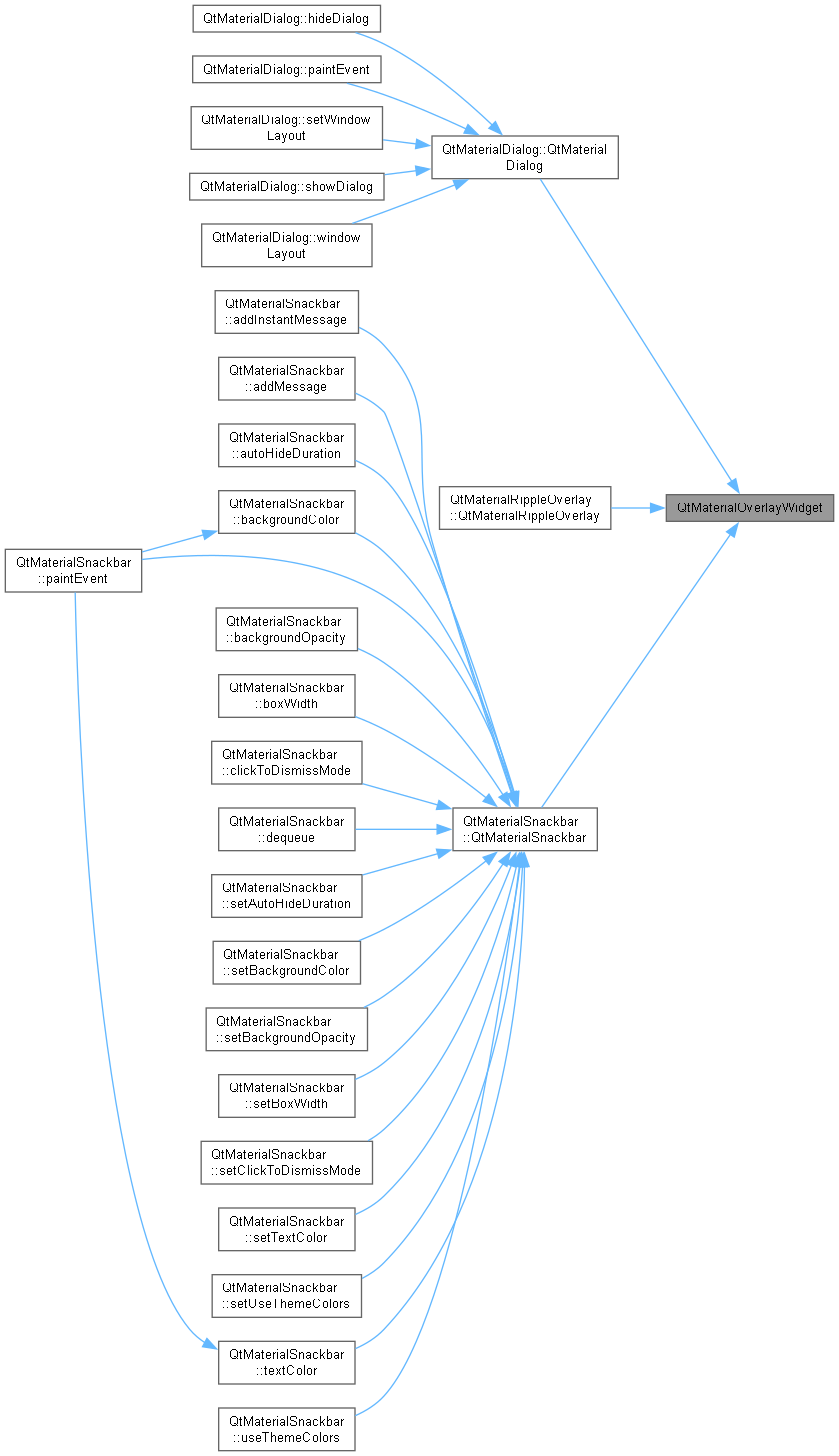 QtMaterialDialog::hideDialog
QtMaterialDialog::paintEvent
QtMaterialDialog::setWindow
Layout
QtMaterialDialog::QtMaterial
Dialog
QtMaterialDialog::showDialog
QtMaterialDialog::window
Layout
QtMaterialSnackbar
::addInstantMessage
QtMaterialSnackbar
::addMessage
QtMaterialSnackbar
::autoHideDuration
QtMaterialSnackbar
::backgroundColor
QtMaterialRippleOverlay
::QtMaterialRippleOverlay
QtMaterialOverlayWidget
QtMaterialSnackbar
::paintEvent
QtMaterialSnackbar
::backgroundOpacity
QtMaterialSnackbar
::boxWidth
QtMaterialSnackbar
::clickToDismissMode
QtMaterialSnackbar
::dequeue
QtMaterialSnackbar
::QtMaterialSnackbar
QtMaterialSnackbar
::setAutoHideDuration
QtMaterialSnackbar
::setBackgroundColor
QtMaterialSnackbar
::setBackgroundOpacity
QtMaterialSnackbar
::setBoxWidth
QtMaterialSnackbar
::setClickToDismissMode
QtMaterialSnackbar
::setTextColor
QtMaterialSnackbar
::setUseThemeColors
QtMaterialSnackbar
::textColor
QtMaterialSnackbar
::useThemeColors